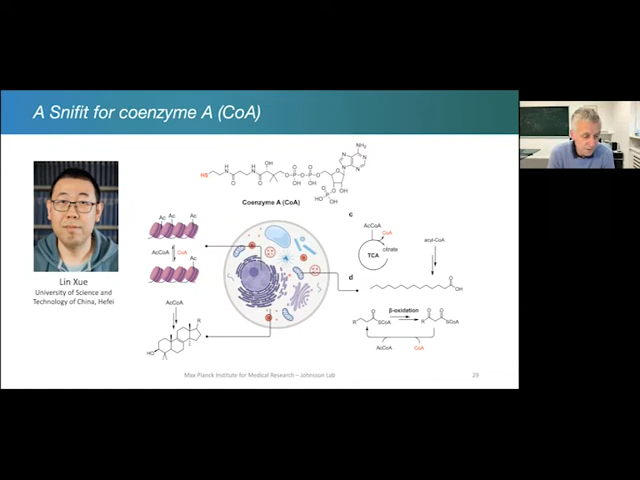 A Snifit for coenzyme A (CoA)
HS
H
N
O
H
N
O
OH
O
O
P
O
P
O
OH
OH
NH₂
N
N
N
N
O
O
OH
HO
P
O
OH
Coenzyme A (CoA)
Ac
Ac
Ac
AcCoA
CoA
Ac
AcCoA
R
HO
c
AcCoA
CoA
citrate
TCA
acyl-CoA
d
O
OH
β-oxidation
O
R
SCoA
O
O
R
SCoA
AcCoA
CoA
Lin Xue
University of Science and
Technology of China, Hefei
Max Planck Institute for Medical Research – Johnsson Lab
29